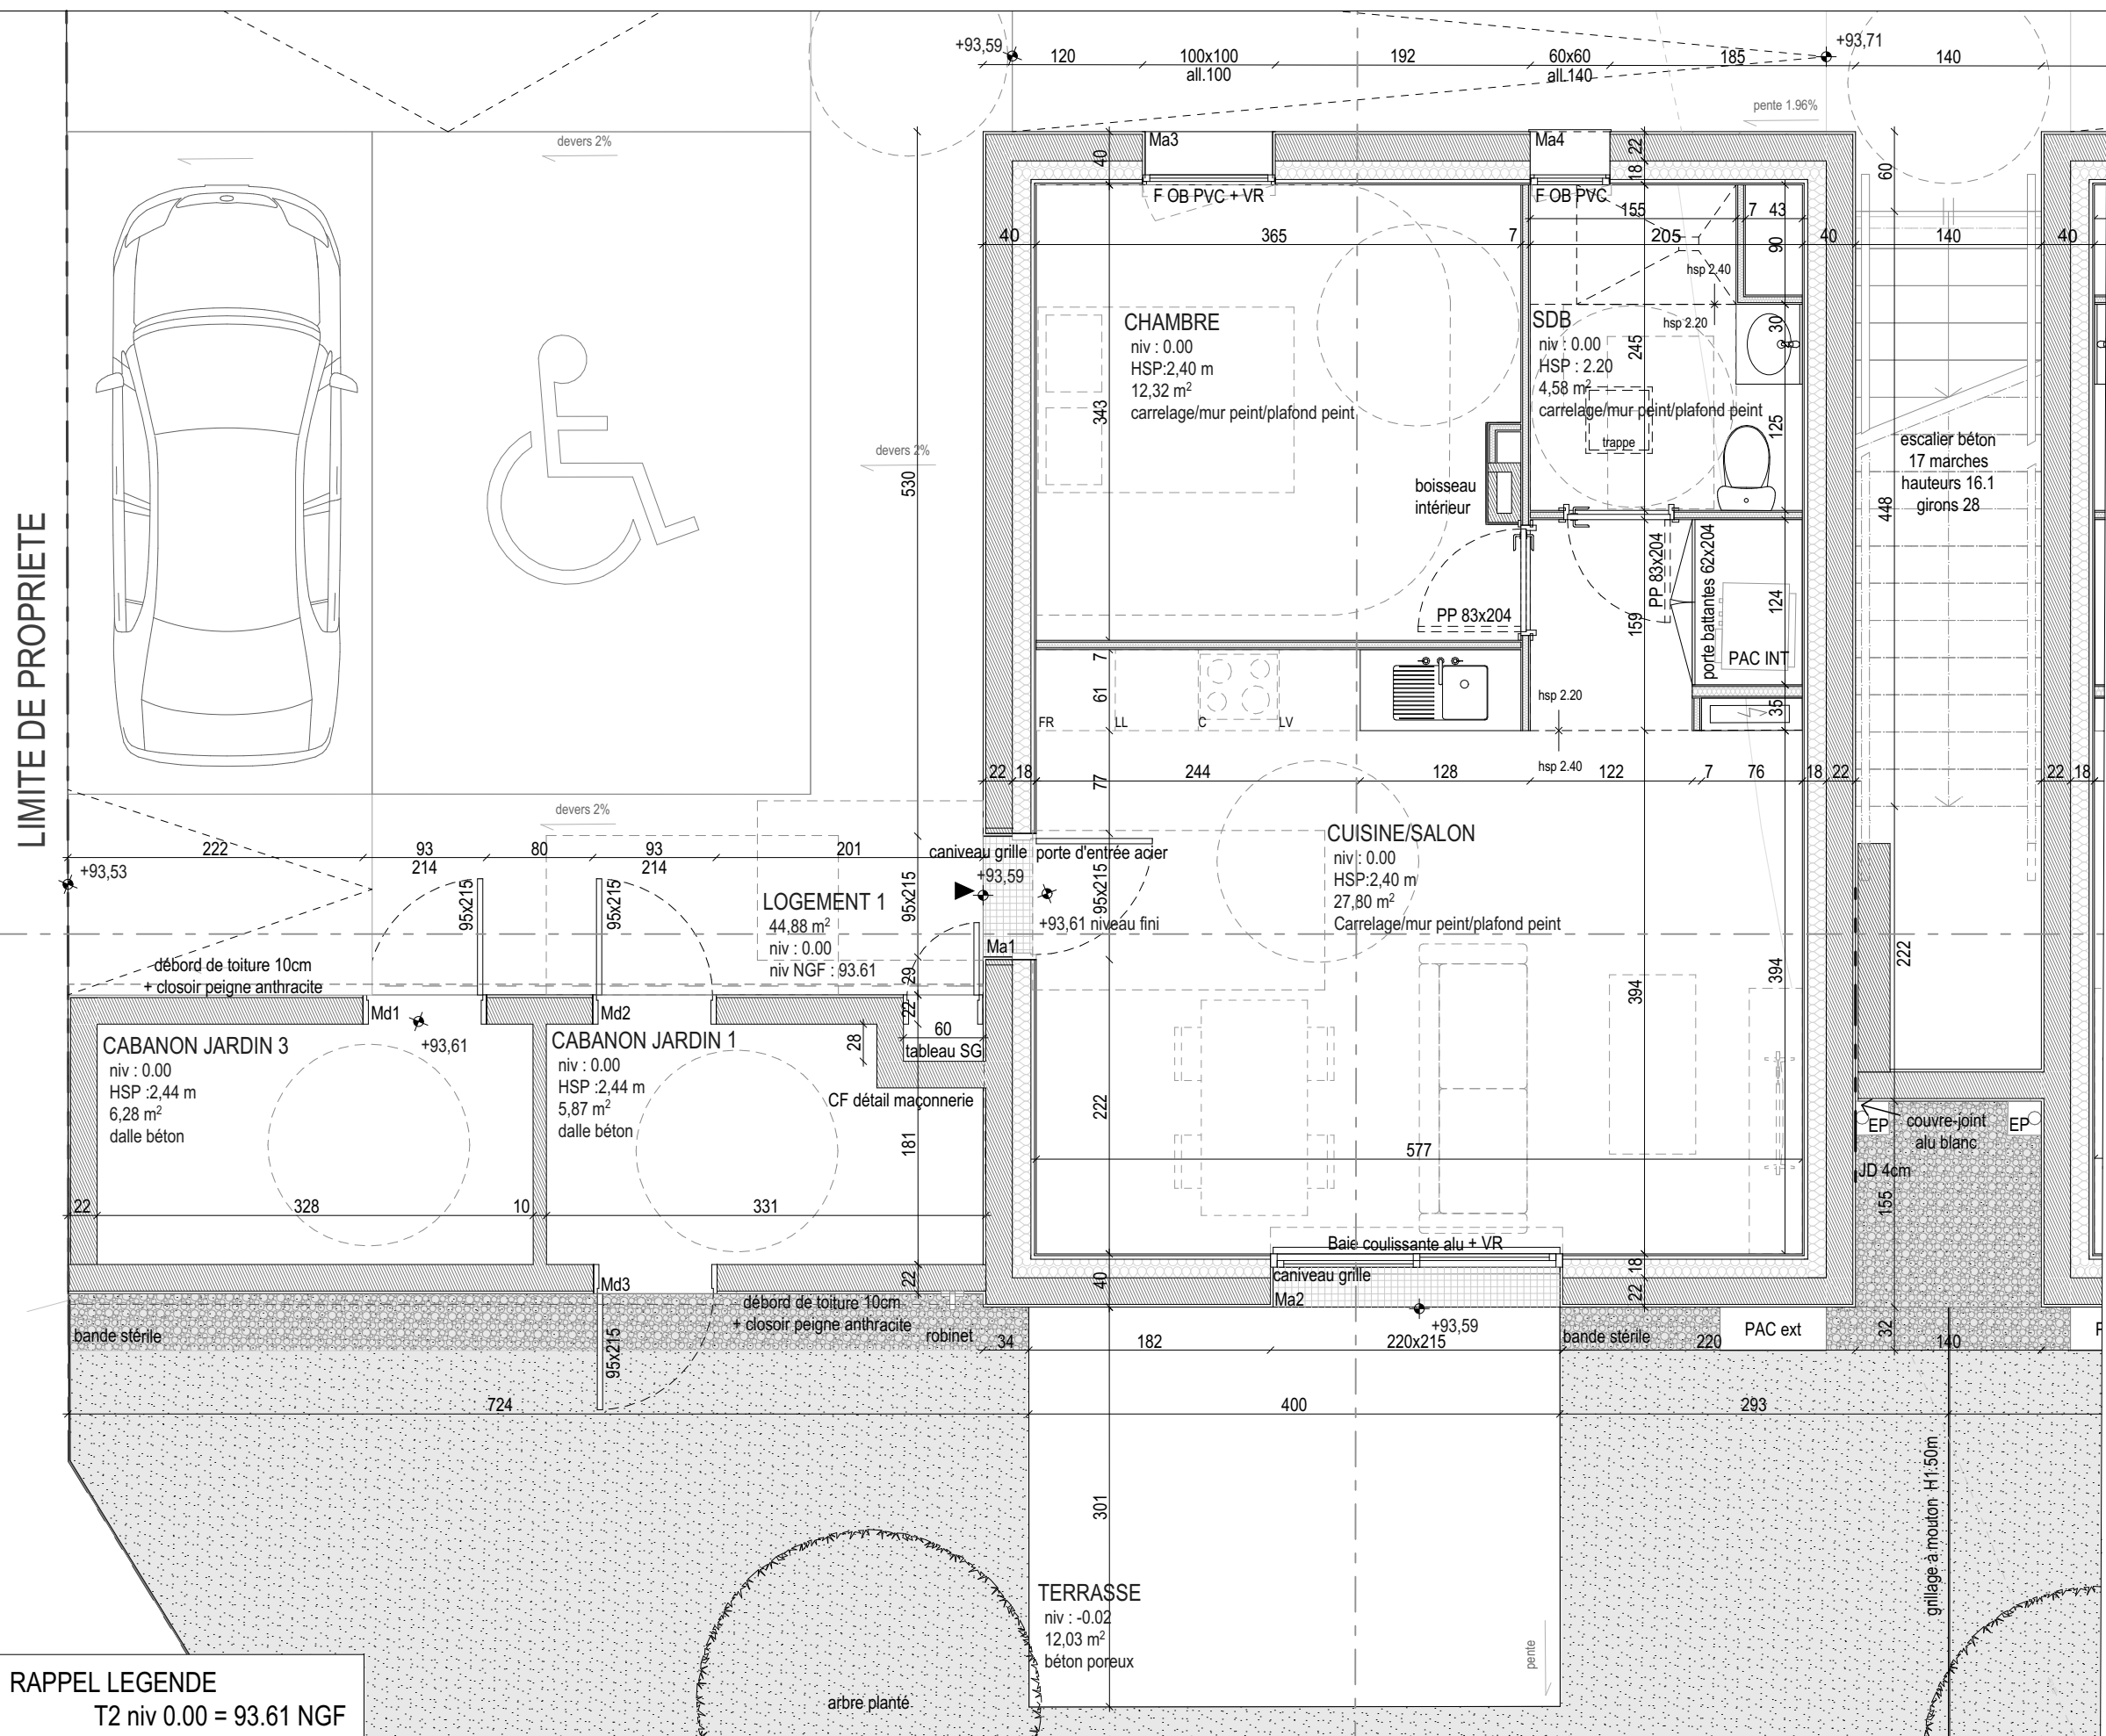 +93,59
120
100x100
all.100
192
60x60
all.140
185
+93,71
140
pente 1.96%
devers 2%
devers 2%
Ma3
Ma4
40
22
18
60
F OB PVC + VR
F OB PVC
155
7
43
40
365
7
205
40
140
40
90
hsp 2.40
hsp 2.20
30
CHAMBRE
niv : 0.00
HSP:2,40 m
12,32 m²
carrelage/mur peint/plafond peint
SDB
niv : 0.00
HSP : 2.20
4,58 m²
carrelage/mur peint/plafond peint
245
343
125
trappe
530
devers 2%
boisseau
intérieur
escalier béton
17 marches
hauteurs 16.1
girons 28
448
LIMITE DE PROPRIETE
PP 83x204
PP 83x204
porte battantes 62x204
159
124
PAC INT
7
61
35
FR
LL
C
LV
hsp 2.20
hsp 2.40
22
18
77
244
128
122
7
76
18
22
22
18
devers 2%
222
93
214
80
93
214
201
+93,53
caniveau grille
porte d'entrée acier
+93,59
+93,61 niveau fini
95x215
95x215
95x215
95x215
CUISINE/SALON
niv : 0.00
HSP:2,40 m
27,80 m²
Carrelage/mur peint/plafond peint
LOGEMENT 1
44,88 m²
niv : 0.00
niv NGF : 93.61
Ma1
débord de toiture 10cm
+ closoir peigne anthracite
29
22
222
394
394
Md1
+93,61
Md2
60
28
tableau SG
CABANON JARDIN 3
niv : 0.00
HSP :2,44 m
6,28 m²
dalle béton
CABANON JARDIN 1
niv : 0.00
HSP :2,44 m
5,87 m²
dalle béton
CF détail maçonnerie
181
222
577
EP
couvre-joint
alu blanc
EP
JD 4cm
155
22
328
10
331
Baie coulissante alu + VR
caniveau grille
Ma2
Md3
22
40
18
22
32
débord de toiture 10cm
+ closoir peigne anthracite
bande stérile
robinet
34
182
220x215
+93,59
bande stérile
220
PAC ext
140
95x215
724
400
293
301
grillage à mouton H1.50m
TERRASSE
niv : -0.02
12,03 m²
béton poreux
pente
arbre planté
RAPPEL LEGENDE
T2 niv 0.00 = 93.61 NGF